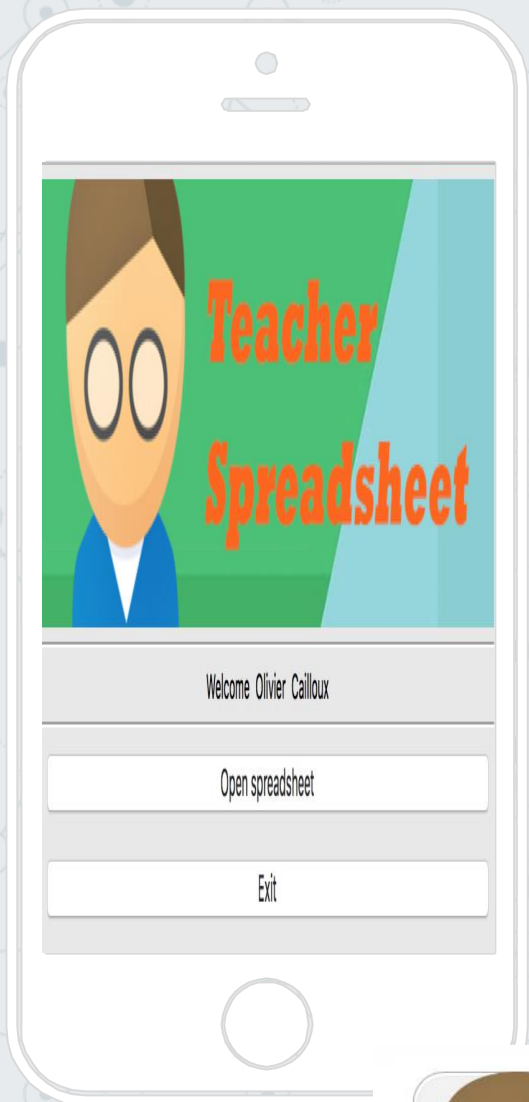 Teacher
Spreadsheet
Welcome Olivier Cailloux
Open spreadsheet
Exit